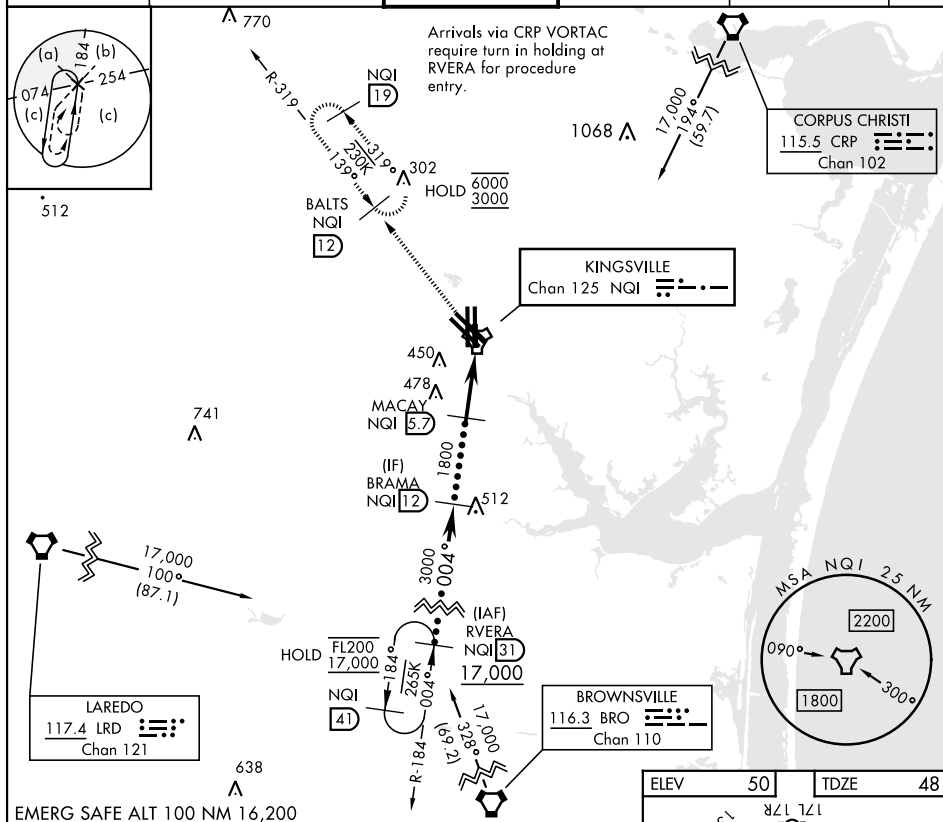 770
Arrivals via CRP VORTAC
require turn in holding at
RVERA for procedure
entry.
(a)
184
(b)
074
254
(c)
(c)
512
R-319
NQI
19
319°
230K
139°
302
HOLD 6000
3000
BALTS
NQI
12
1068
17,000
194°
(59.7)
CORPUS CHRISTI
115.5 CRP
Chan 102
KINGSVILLE
Chan 125 NQI
450
478
MACAY
NQI 5.7
741
1800
(IF)
BRAMA
NQI 12
512
17,000
100°
(87.1)
3000
004°
(IAF)
RVERA
NQI 31
17,000
HOLD FL200
17,000
184°
265K
004°
NQI
41
R-184
17,000
328°
(69.2)
LAREDO
117.4 LRD
Chan 121
BROWNSVILLE
116.3 BRO
Chan 110
MSA NQI 25 NM
2200
090°
1800
300°
638
EMERG SAFE ALT 100 NM 16,200
ELEV 50
TDZE 48
17L 17R